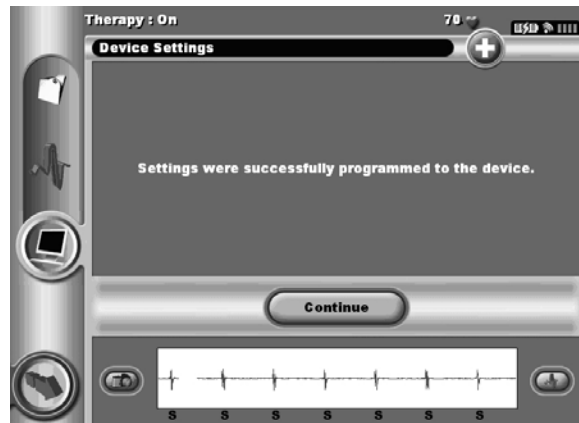 Therapy : On 70
Device Settings
Settings were successfully programmed to the device.
Continue
S S S S S S S